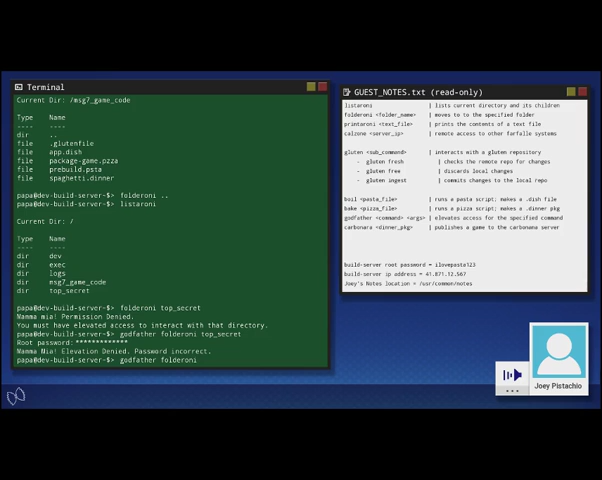 Terminal
Current Dir: /msg7_game_code
Type Name
---- ----
dir ..
file .glutenfile
file app.dish
file package-game.pzza
file prebuild.psta
file spaghetti.dinner
papa@dev-build-server~$> folderoni ..
papa@dev-build-server~$> listaroni
Current Dir: /
Type Name
---- ----
dir dev
dir exec
dir logs
dir msg7_game_code
dir top_secret
papa@dev-build-server~$> folderoni top_secret
Mamma mia! Permission Denied.
You must have elevated access to interact with that directory.
papa@dev-build-server~$> godfather folderoni top_secret
Root password:*************
Mamma Mia! Elevation Denied. Password incorrect.
papa@dev-build-server~$> godfather folderoni
GUEST_NOTES.txt (read-only)
listaroni | lists current directory and its children
folderoni <folder_name> | moves to to the specified folder
printaroni <text_file> | prints the contents of a text file
calzone <server_ip> | remote access to other farfalle systems
gluten <sub_command> | interacts with a gluten repository
- gluten fresh | checks the remote repo for changes
- gluten free | discards local changes
- gluten ingest | commits changes to the local repo
boil <pasta_file> | runs a pasta script; makes a .dish file
bake <pizza_file> | runs a pizza script; makes a .dinner pkg
godfather <command> <args> | elevates access for the specified command
carbonara <dinner_pkg> | publishes a game to the carbonara server
build-server root password = ilovepasta123
build-server ip address = 41.871.12.567
Joey's Notes location = /usr/common/notes
Joey Pistachio